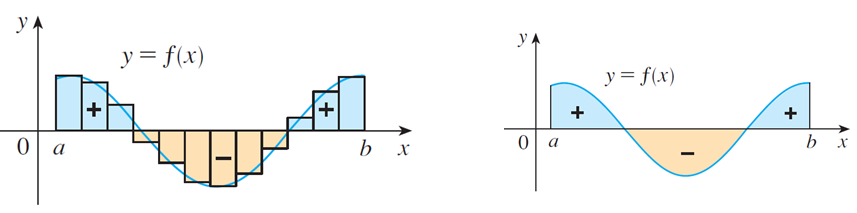 y
y = f(x)
+
+
−
0
a
b
x
y
y = f(x)
+
+
−
0
a
b
x